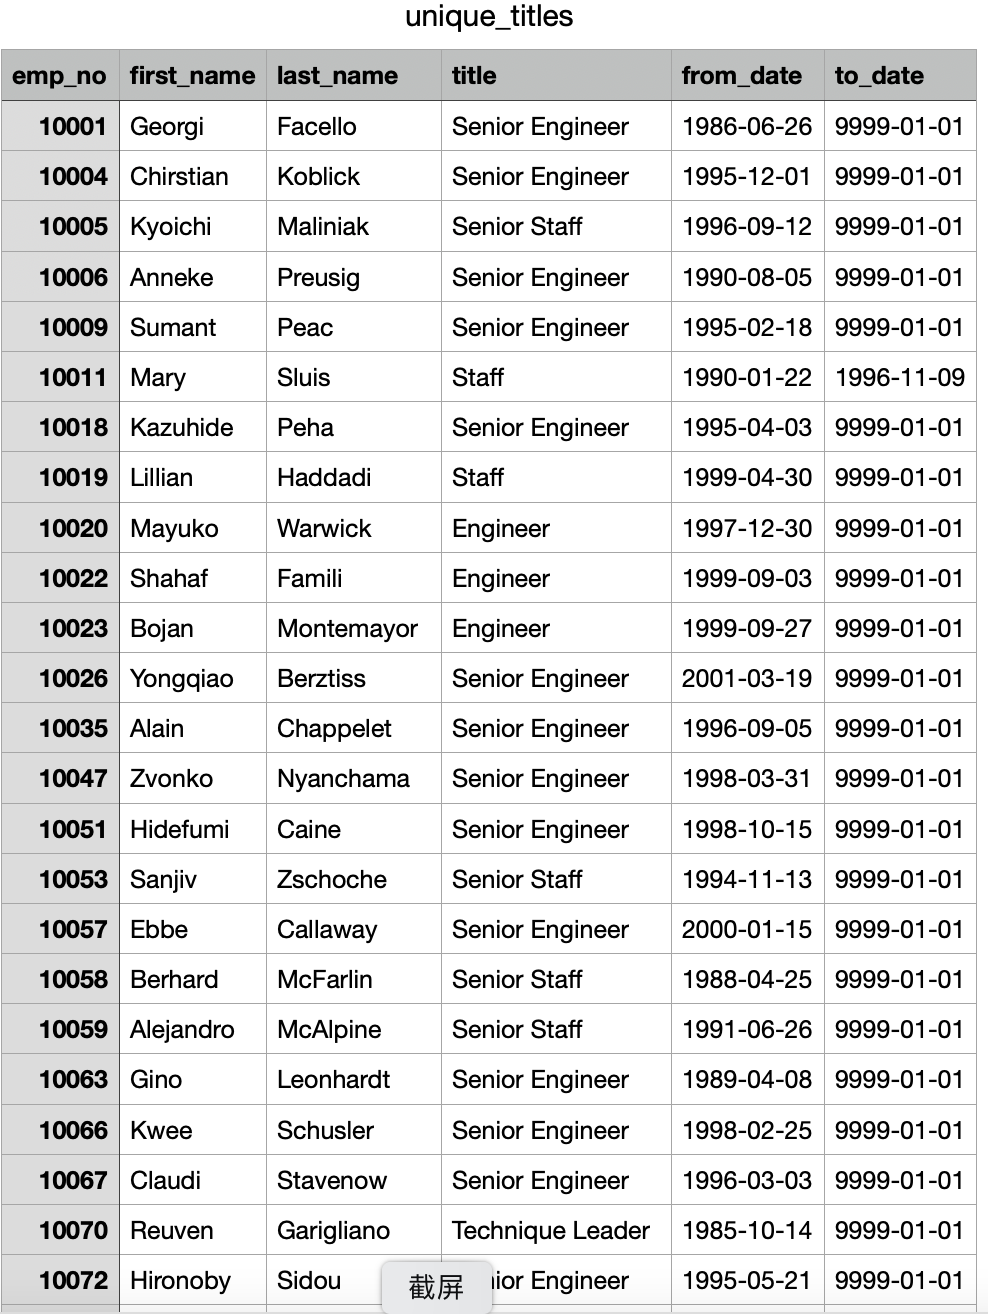 unique_titles
emp_no first_name last_name title from_date to_date
10001 Georgi Facello Senior Engineer 1986-06-26 9999-01-01
10004 Chirstian Koblick Senior Engineer 1995-12-01 9999-01-01
10005 Kyoichi Maliniak Senior Staff 1996-09-12 9999-01-01
10006 Anneke Preusig Senior Engineer 1990-08-05 9999-01-01
10009 Sumant Peac Senior Engineer 1995-02-18 9999-01-01
10011 Mary Sluis Staff 1990-01-22 1996-11-09
10018 Kazuhide Peha Senior Engineer 1995-04-03 9999-01-01
10019 Lillian Haddadi Staff 1999-04-30 9999-01-01
10020 Mayuko Warwick Engineer 1997-12-30 9999-01-01
10022 Shahaf Famili Engineer 1999-09-03 9999-01-01
10023 Bojan Montemayor Engineer 1999-09-27 9999-01-01
10026 Yongqiao Berztiss Senior Engineer 2001-03-19 9999-01-01
10035 Alain Chappelet Senior Engineer 1996-09-05 9999-01-01
10047 Zvonko Nyanchama Senior Engineer 1998-03-31 9999-01-01
10051 Hidefumi Caine Senior Engineer 1998-10-15 9999-01-01
10053 Sanjiv Zschoche Senior Staff 1994-11-13 9999-01-01
10057 Ebbe Callaway Senior Engineer 2000-01-15 9999-01-01
10058 Berhard McFarlin Senior Staff 1988-04-25 9999-01-01
10059 Alejandro McAlpine Senior Staff 1991-06-26 9999-01-01
10063 Gino Leonhardt Senior Engineer 1989-04-08 9999-01-01
10066 Kwee Schusler Senior Engineer 1998-02-25 9999-01-01
10067 Claudi Stavenow Senior Engineer 1996-03-03 9999-01-01
10070 Reuven Garigliano Technique Leader 1985-10-14 9999-01-01
10072 Hironoby Sidou 截屏 ior Engineer 1995-05-21 9999-01-01